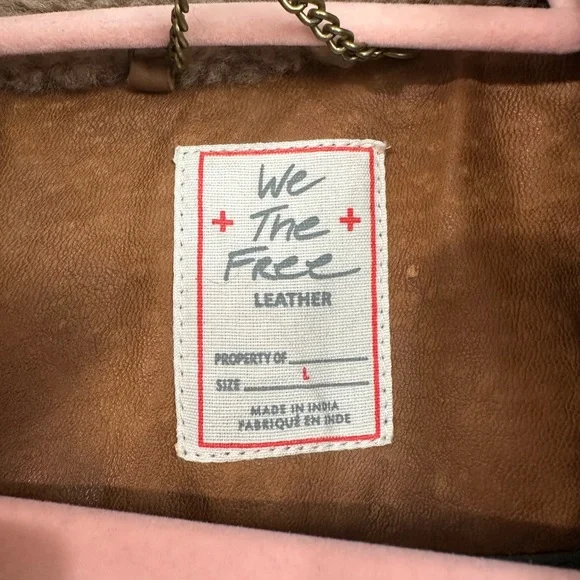 We
+ The +
Free
LEATHER
PROPERTY OF
SIZE L
MADE IN INDIA
FABRIQUÉ EN INDE